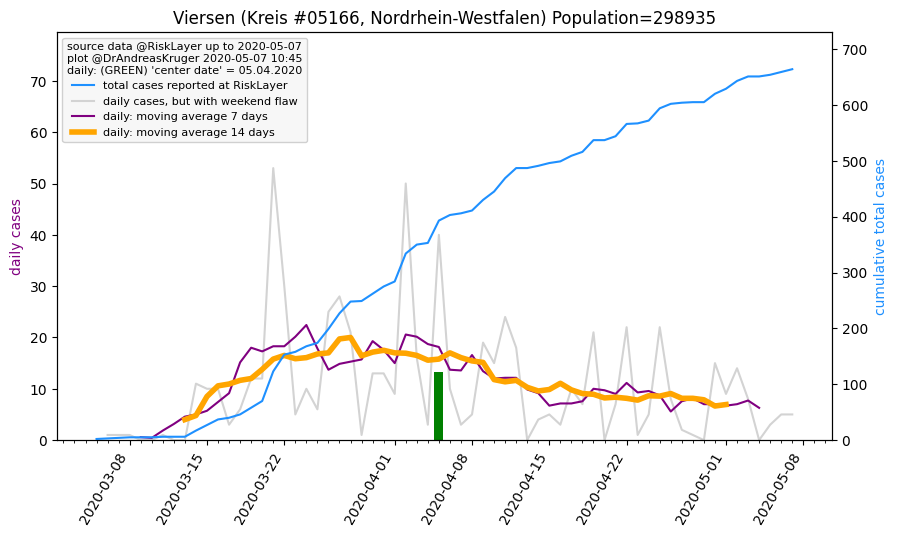 Viersen (Kreis #05166, Nordrhein-Westfalen) Population=298935
source data @RiskLayer up to 2020-05-07
plot @DrAndreasKruger 2020-05-07 10:45
daily: (GREEN) 'center date' = 05.04.2020
total cases reported at RiskLayer
daily cases, but with weekend flaw
daily: moving average 7 days
daily: moving average 14 days
daily cases
70
60
50
40
30
20
10
0
700
600
500
400
300
200
100
0
cumulative total cases
2020-03-08
2020-03-15
2020-03-22
2020-04-01
2020-04-08
2020-04-15
2020-04-22
2020-05-01
2020-05-08